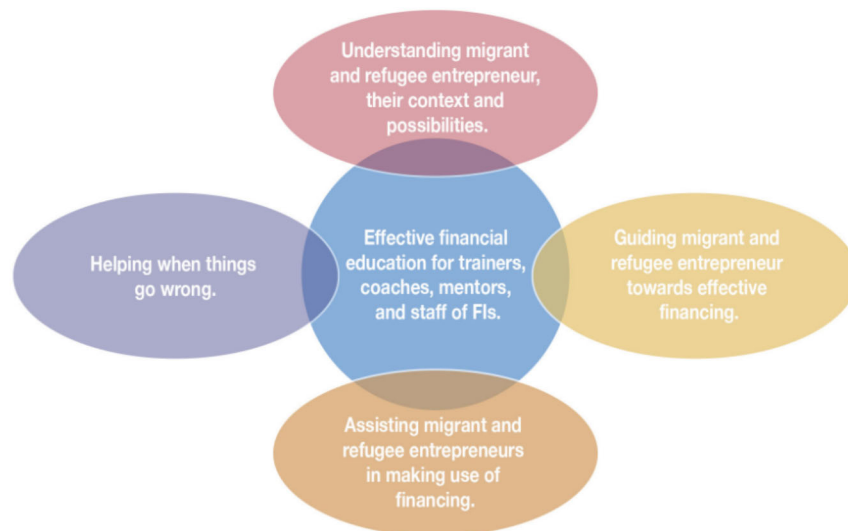 Understanding migrant
and refugee entrepreneur,
their context and
possibilities.
Helping when things
go wrong.
Effective financial
education for trainers,
coaches, mentors,
and staff of FIs.
Guiding migrant and
refugee entrepreneur
towards effective
financing.
Assisting migrant and
refugee entrepreneurs
in making use of
financing.